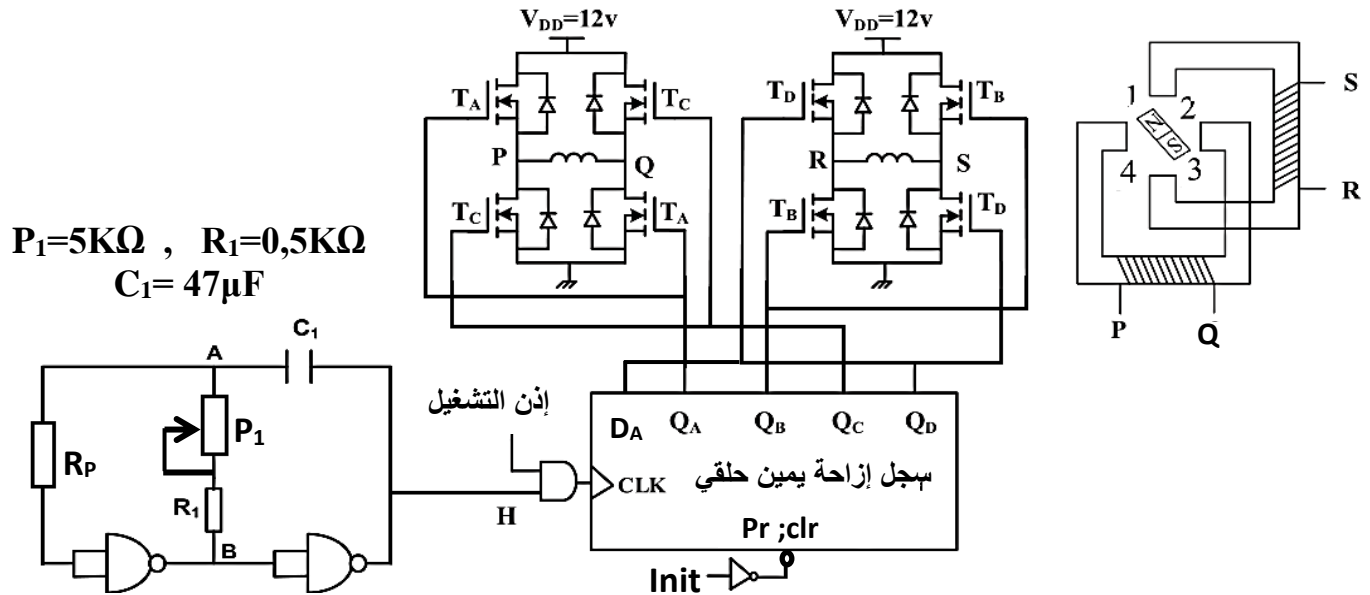 V_DD=12v
V_DD=12v
T_A
T_C
T_D
T_B
P
Q
R
S
T_C
T_A
T_B
T_D
S
R
1
2
4
3
N
S
P
Q
P₁=5KΩ , R₁=0,5KΩ
C₁= 47µF
C₁
A
P₁
R_P
R₁
B
إذن التشغيل
H
D_A Q_A Q_B Q_C Q_D
سجل إزاحة يمين حلقي
CLK
Pr ;clr
Init